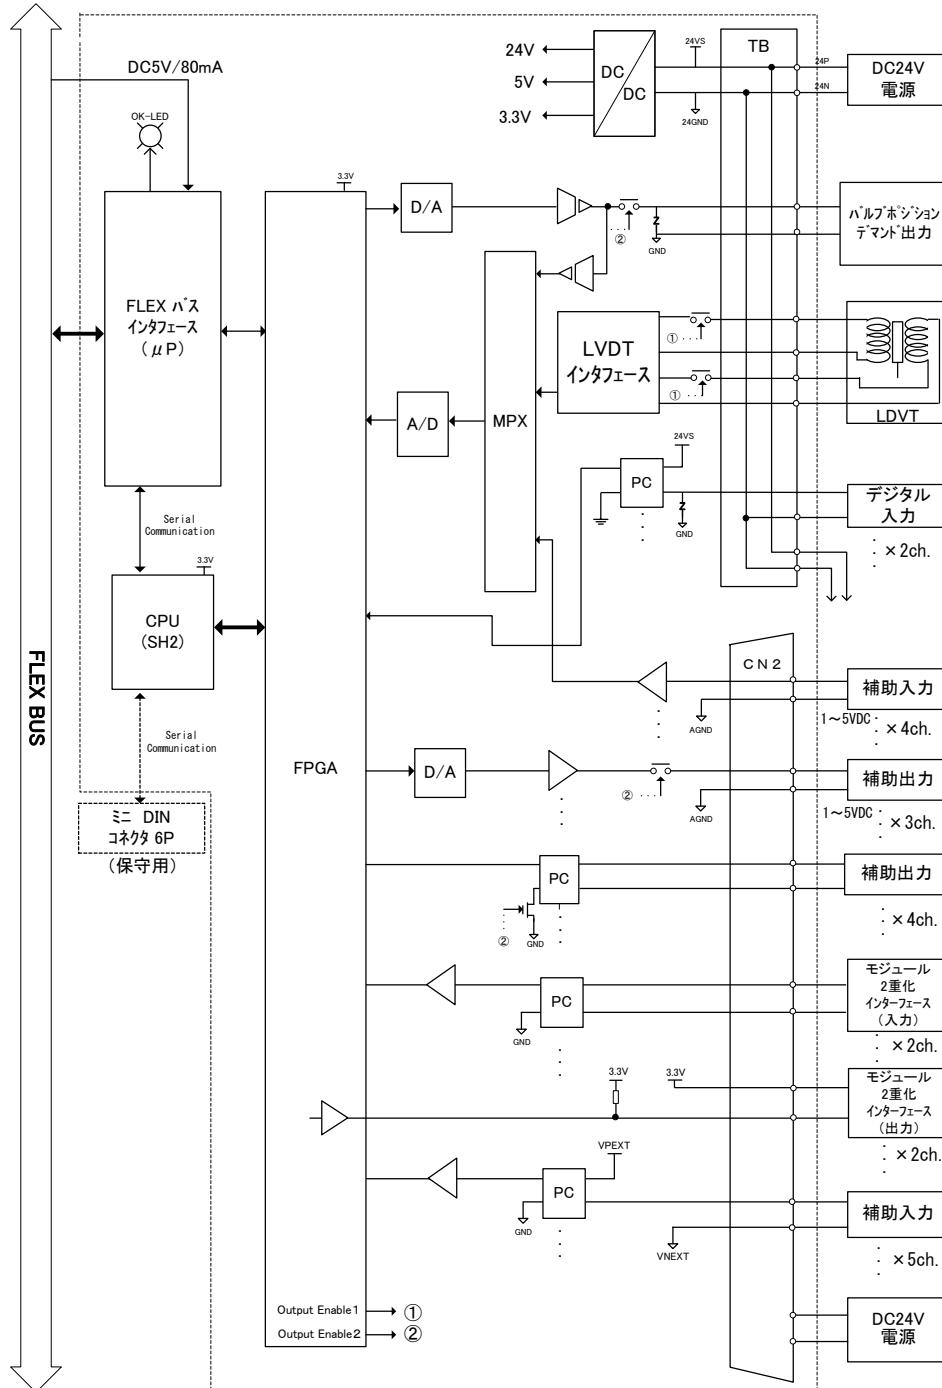 DC5V/80mA
OK-LED
24V
5V
3.3V
DC
DC
24VS
24GND
TB
24P
24N
DC24V
電源
3.3V
D/A
②
GND
バルブポジション
デマンド出力
FLEX バス
インタフェース
(μP)
MPX
LVDT
インタフェース
①
①
LDVT
A/D
24VS
PC
GND
デジタル
入力
×2ch.
Serial
Communication
3.3V
CPU
(SH2)
FLEX BUS
CN2
AGND
補助入力
1～5VDC
×4ch.
Serial
Communication
FPGA
D/A
②
AGND
補助出力
1～5VDC
×3ch.
ミニ DIN
コネクタ 6P
(保守用)
PC
②
GND
補助出力
×4ch.
PC
GND
モジュール
2重化
インターフェース
(入力)
×2ch.
3.3V
3.3V
モジュール
2重化
インターフェース
(出力)
×2ch.
VPEXT
PC
GND
VNEXT
補助入力
×5ch.
Output Enable1
①
Output Enable2
②
DC24V
電源